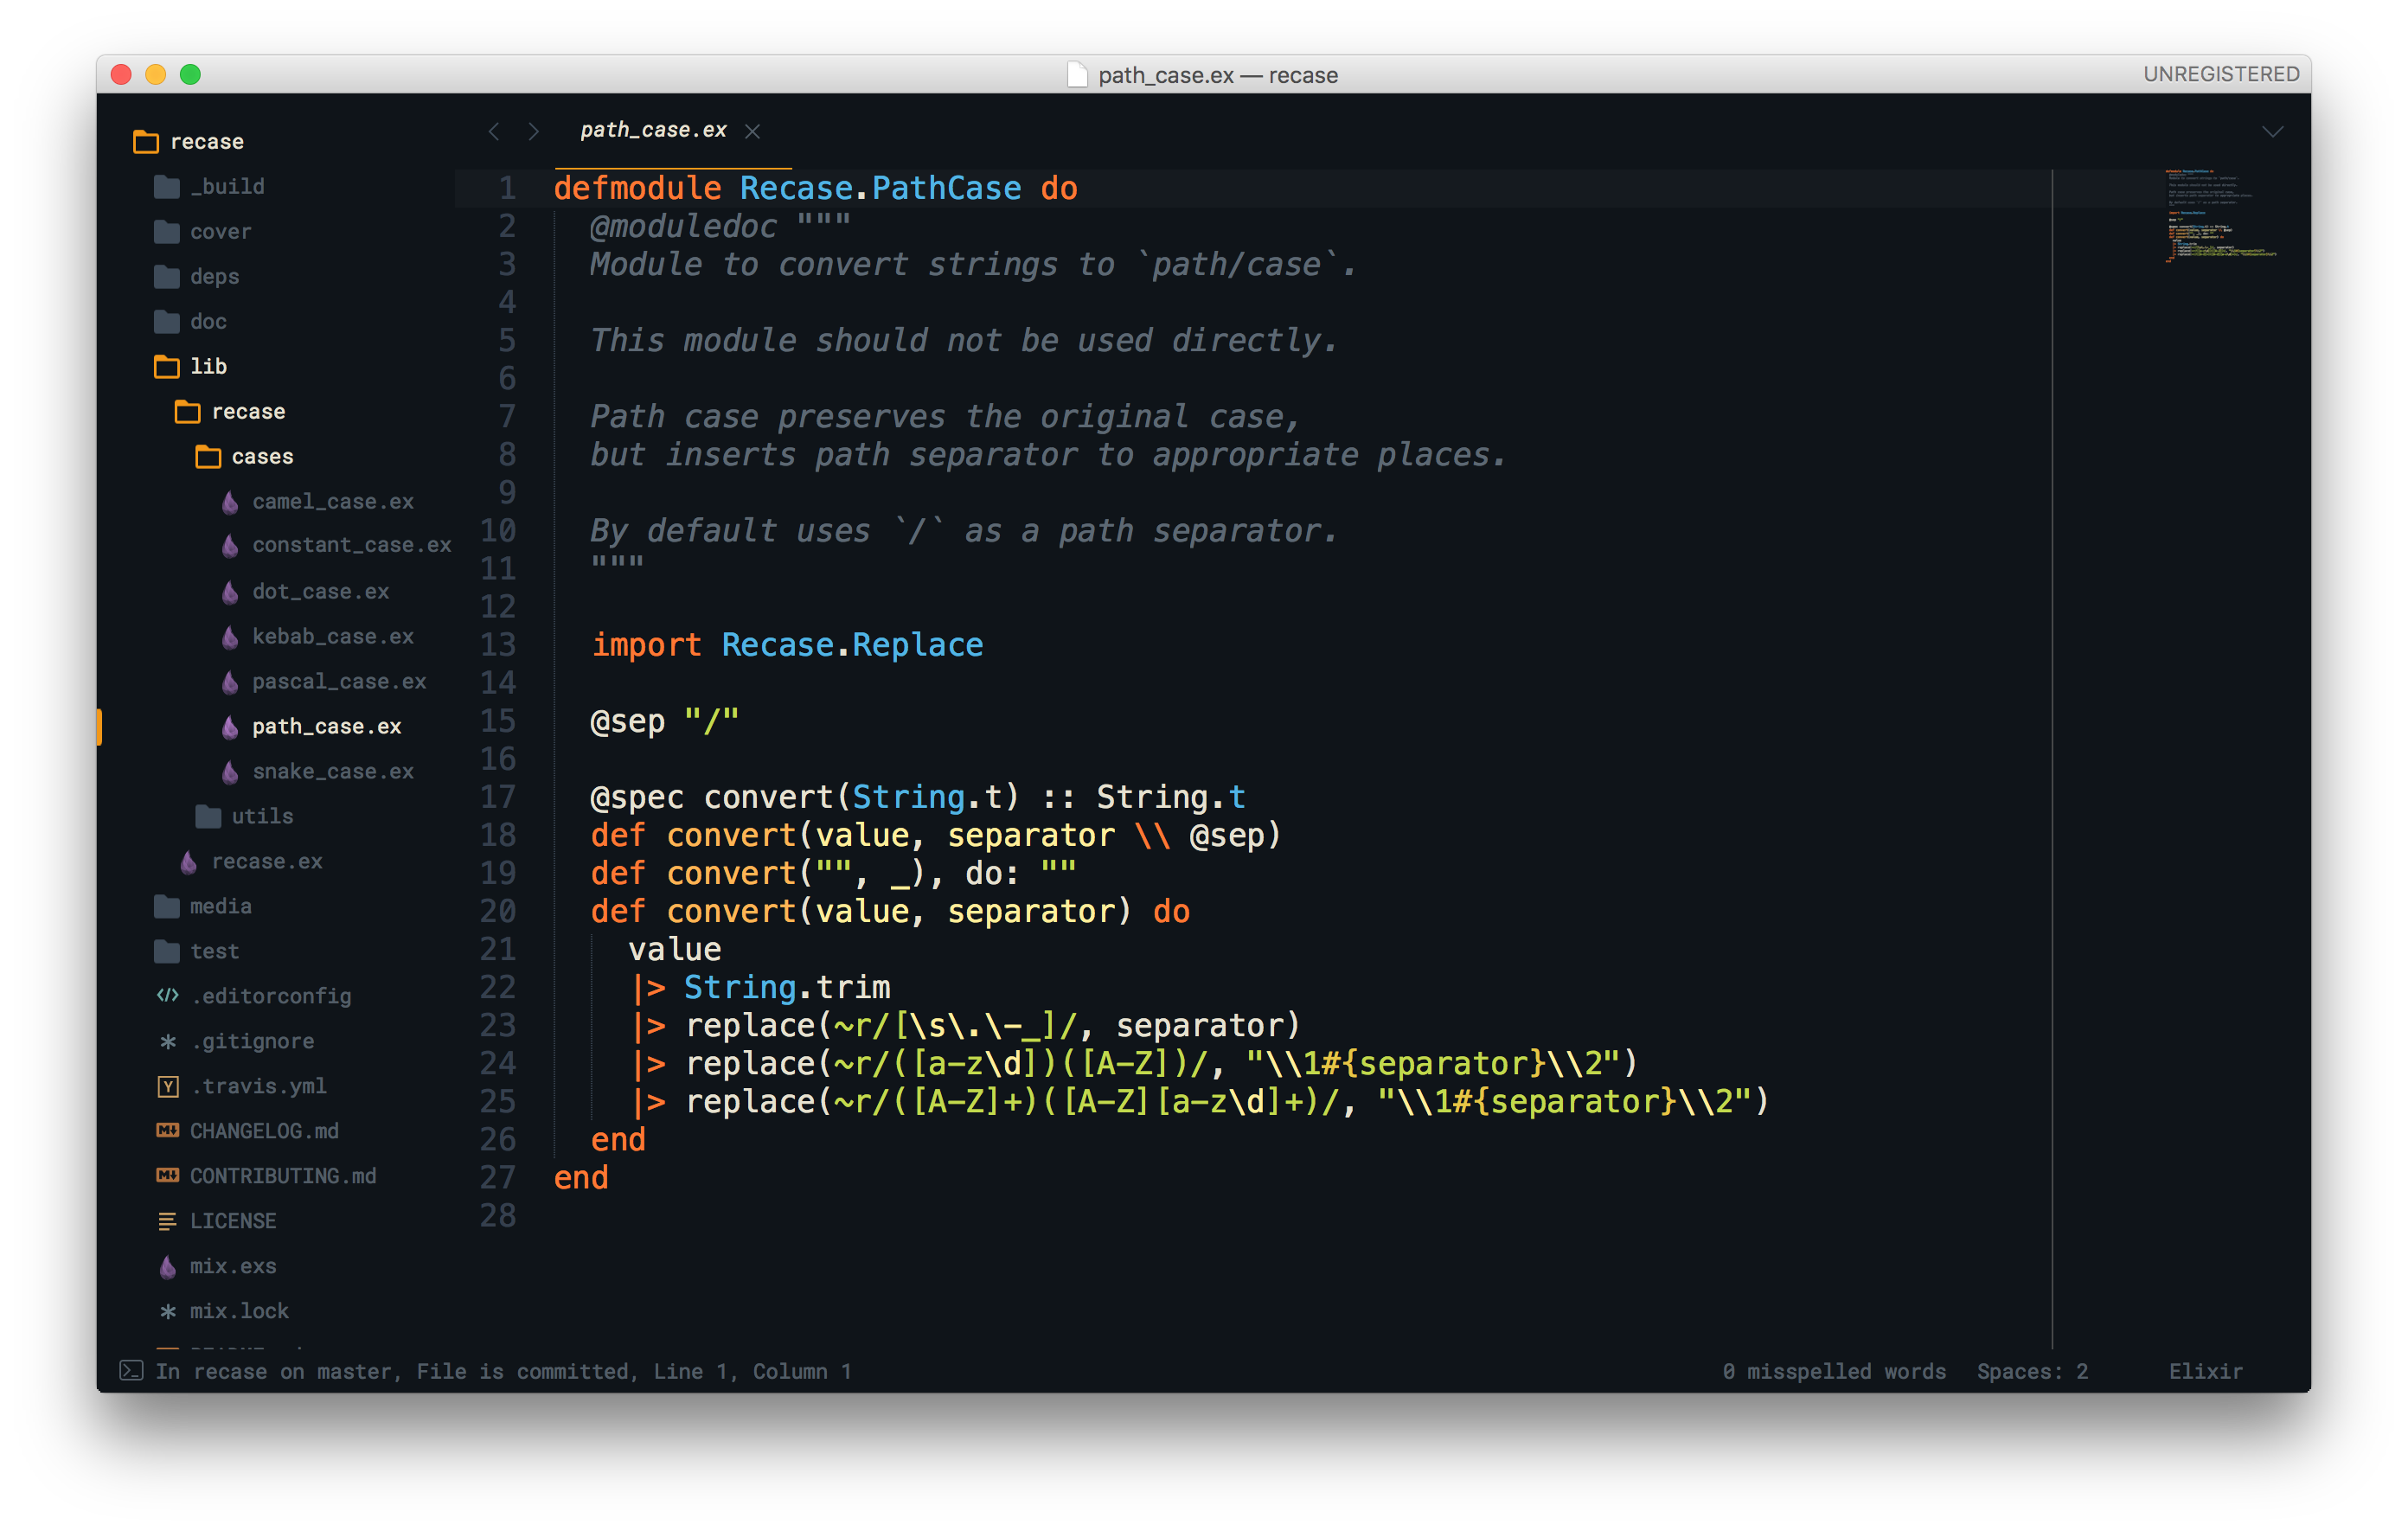 path_case.ex — recase
UNREGISTERED
recase
_build
cover
deps
doc
lib
recase
cases
camel_case.ex
constant_case.ex
dot_case.ex
kebab_case.ex
pascal_case.ex
path_case.ex
snake_case.ex
utils
recase.ex
media
test
.editorconfig
.gitignore
.travis.yml
CHANGELOG.md
CONTRIBUTING.md
LICENSE
mix.exs
mix.lock
path_case.ex
1 defmodule Recase.PathCase do
2   @moduledoc """
3   Module to convert strings to `path/case`.
4
5   This module should not be used directly.
6
7   Path case preserves the original case,
8   but inserts path separator to appropriate places.
9
10   By default uses `/` as a path separator.
11   """
12
13   import Recase.Replace
14
15   @sep "/"
16
17   @spec convert(String.t) :: String.t
18   def convert(value, separator \\ @sep)
19   def convert("", _), do: ""
20   def convert(value, separator) do
21     value
22     |> String.trim
23     |> replace(~r/[\s\.\-_]/, separator)
24     |> replace(~r/([a-z\d])([A-Z])/, "\\1#{separator}\\2")
25     |> replace(~r/([A-Z]+)([A-Z][a-z\d]+)/, "\\1#{separator}\\2")
26   end
27 end
28
In recase on master, File is committed, Line 1, Column 1
0 misspelled words
Spaces: 2
Elixir